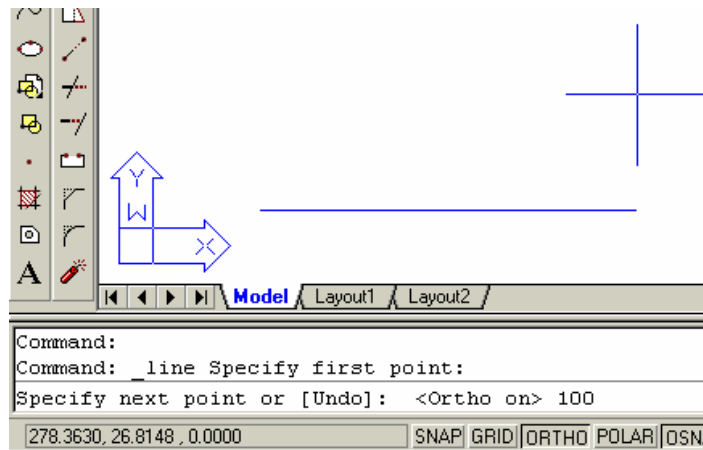 Y
W
X
A
Model Layout1 Layout2
Command:
Command: _line Specify first point:
Specify next point or [Undo]: <Ortho on> 100
278.3630, 26.8148 , 0.0000 SNAP GRID ORTHO POLAR OSN